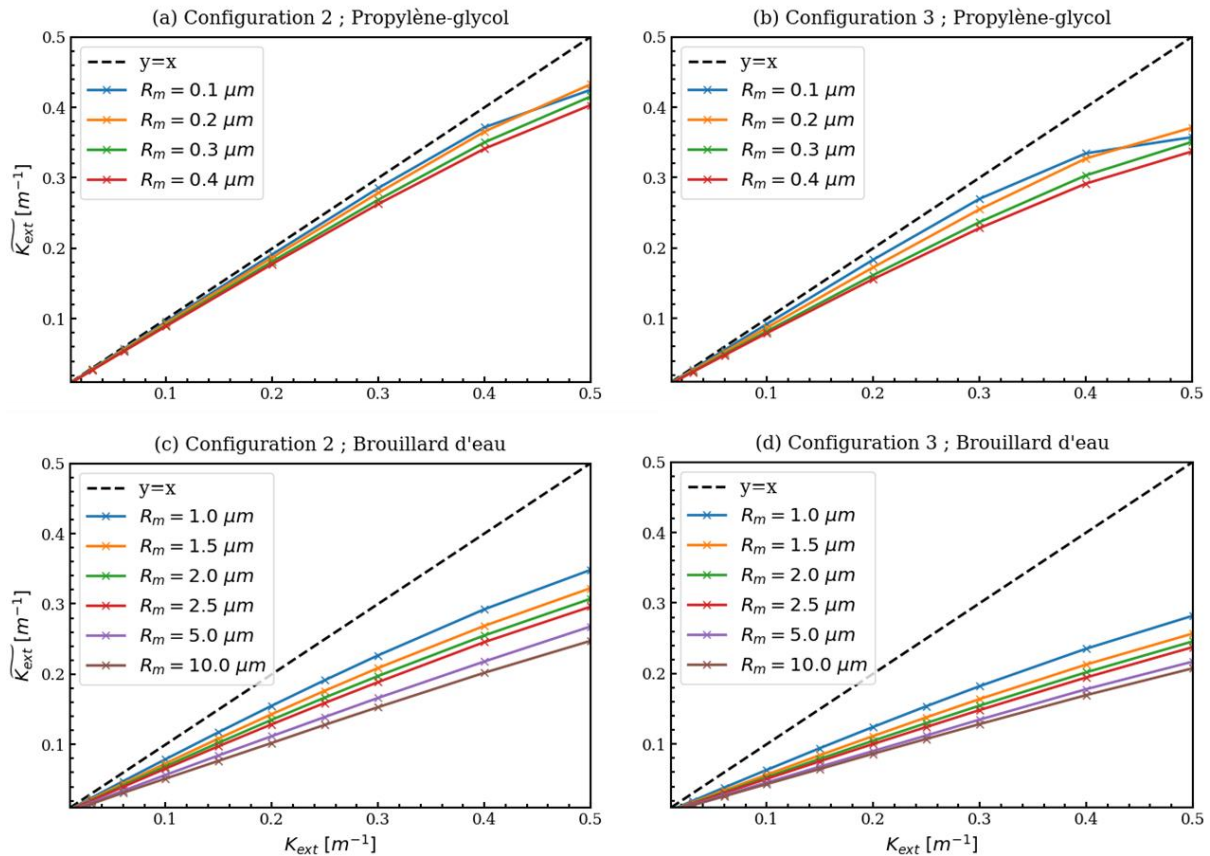 (a) Configuration 2 ; Propylène-glycol
0.5
0.4
0.3
0.2
0.1
K̃_ext [m⁻¹]
y=x
R_m = 0.1 μm
R_m = 0.2 μm
R_m = 0.3 μm
R_m = 0.4 μm
0.1 0.2 0.3 0.4 0.5
(b) Configuration 3 ; Propylène-glycol
0.5
0.4
0.3
0.2
0.1
y=x
R_m = 0.1 μm
R_m = 0.2 μm
R_m = 0.3 μm
R_m = 0.4 μm
0.1 0.2 0.3 0.4 0.5
(c) Configuration 2 ; Brouillard d'eau
0.5
0.4
0.3
0.2
0.1
K̃_ext [m⁻¹]
y=x
R_m = 1.0 μm
R_m = 1.5 μm
R_m = 2.0 μm
R_m = 2.5 μm
R_m = 5.0 μm
R_m = 10.0 μm
0.1 0.2 0.3 0.4 0.5
K_ext [m⁻¹]
(d) Configuration 3 ; Brouillard d'eau
0.5
0.4
0.3
0.2
0.1
y=x
R_m = 1.0 μm
R_m = 1.5 μm
R_m = 2.0 μm
R_m = 2.5 μm
R_m = 5.0 μm
R_m = 10.0 μm
0.1 0.2 0.3 0.4 0.5
K_ext [m⁻¹]